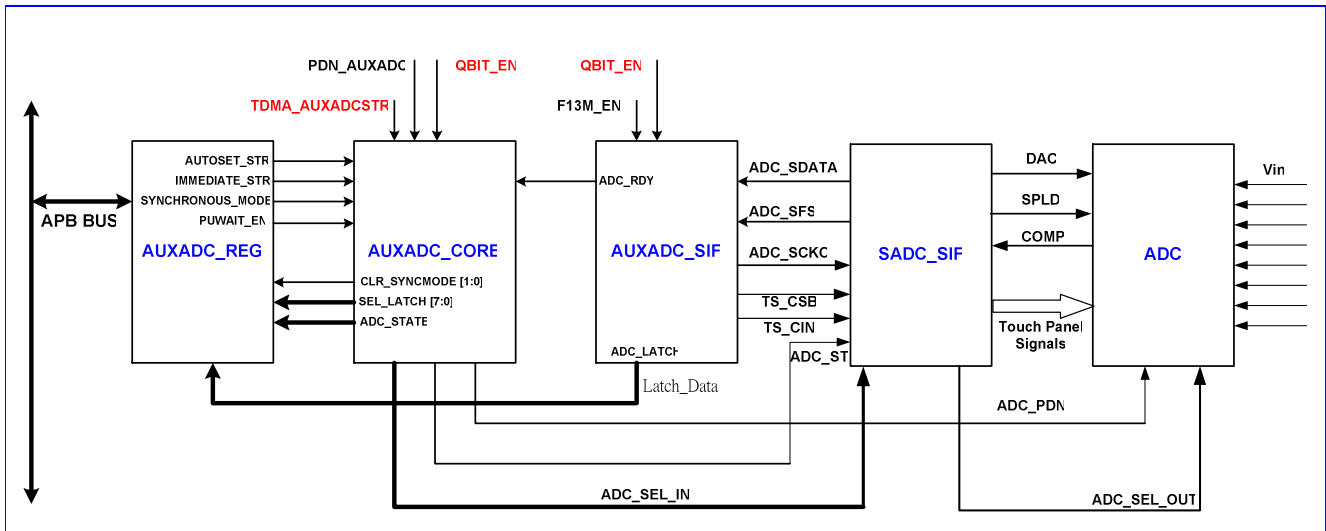 PDN_AUXADC
QBIT_EN
QBIT_EN
TDMA_AUXADCSTR
F13M_EN
APB BUS
AUTOSET_STR
IMMEDIATE_STR
SYNCHRONOUS_MODE
PUWAIT_EN
AUXADC_REG
AUXADC_CORE
CLR_SYNCMODE [1:0]
SEL_LATCH [7:0]
ADC_STATE
ADC_RDY
AUXADC_SIF
ADC_LATCH
Latch_Data
ADC_SDATA
ADC_SFS
ADC_SCKO
TS_CSB
TS_CIN
ADC_ST
SADC_SIF
DAC
SPLD
COMP
Touch Panel
Signals
ADC
Vin
ADC_PDN
ADC_SEL_IN
ADC_SEL_OUT